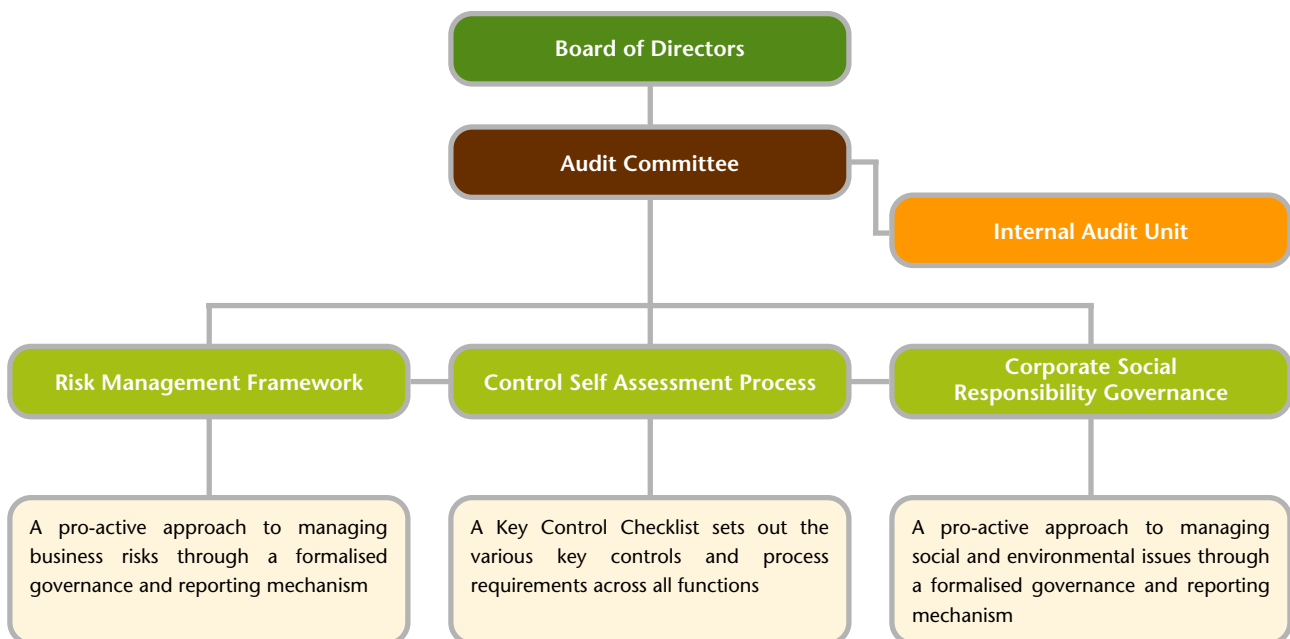 Board of Directors
Audit Committee
Internal Audit Unit
Risk Management Framework
Control Self Assessment Process
Corporate Social
Responsibility Governance
A pro-active approach to managing
business risks through a formalised
governance and reporting mechanism
A Key Control Checklist sets out the
various key controls and process
requirements across all functions
A pro-active approach to managing
social and environmental issues through
a formalised governance and reporting
mechanism